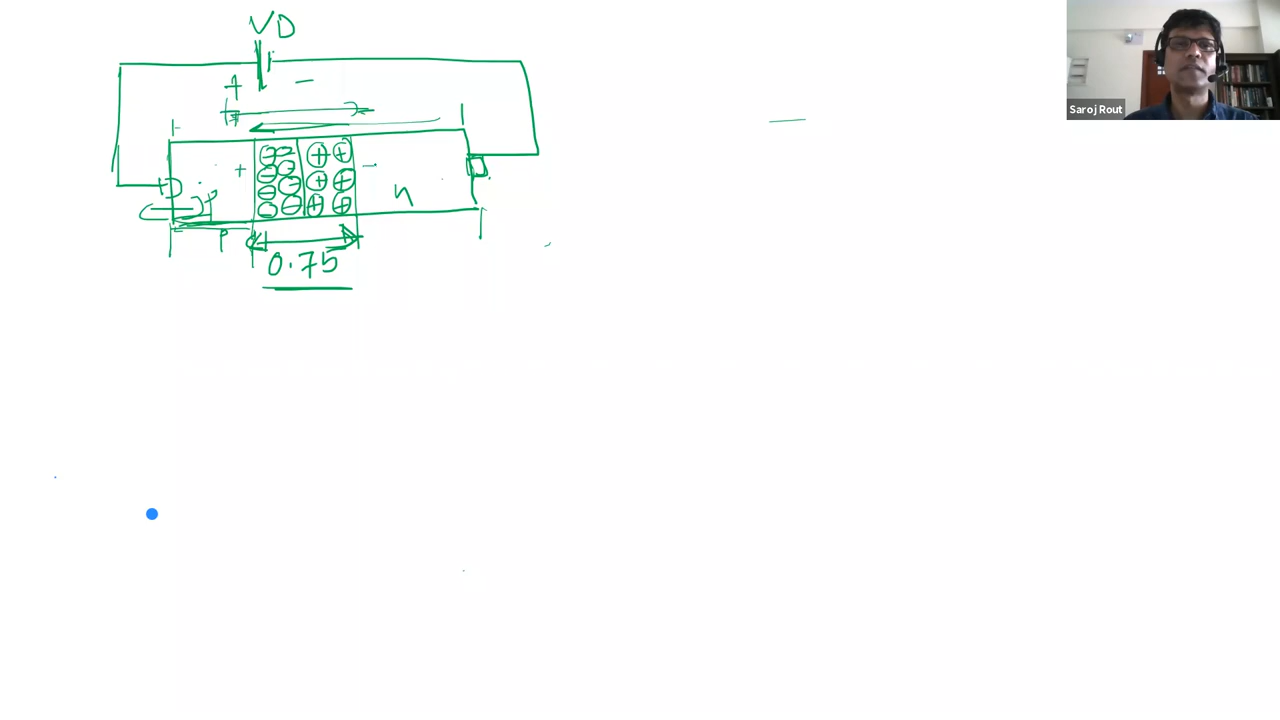 VD
+ -
Saroj Rout
+ - - + +
- - + +
- - + +
- - + +
p
n
p
0.75